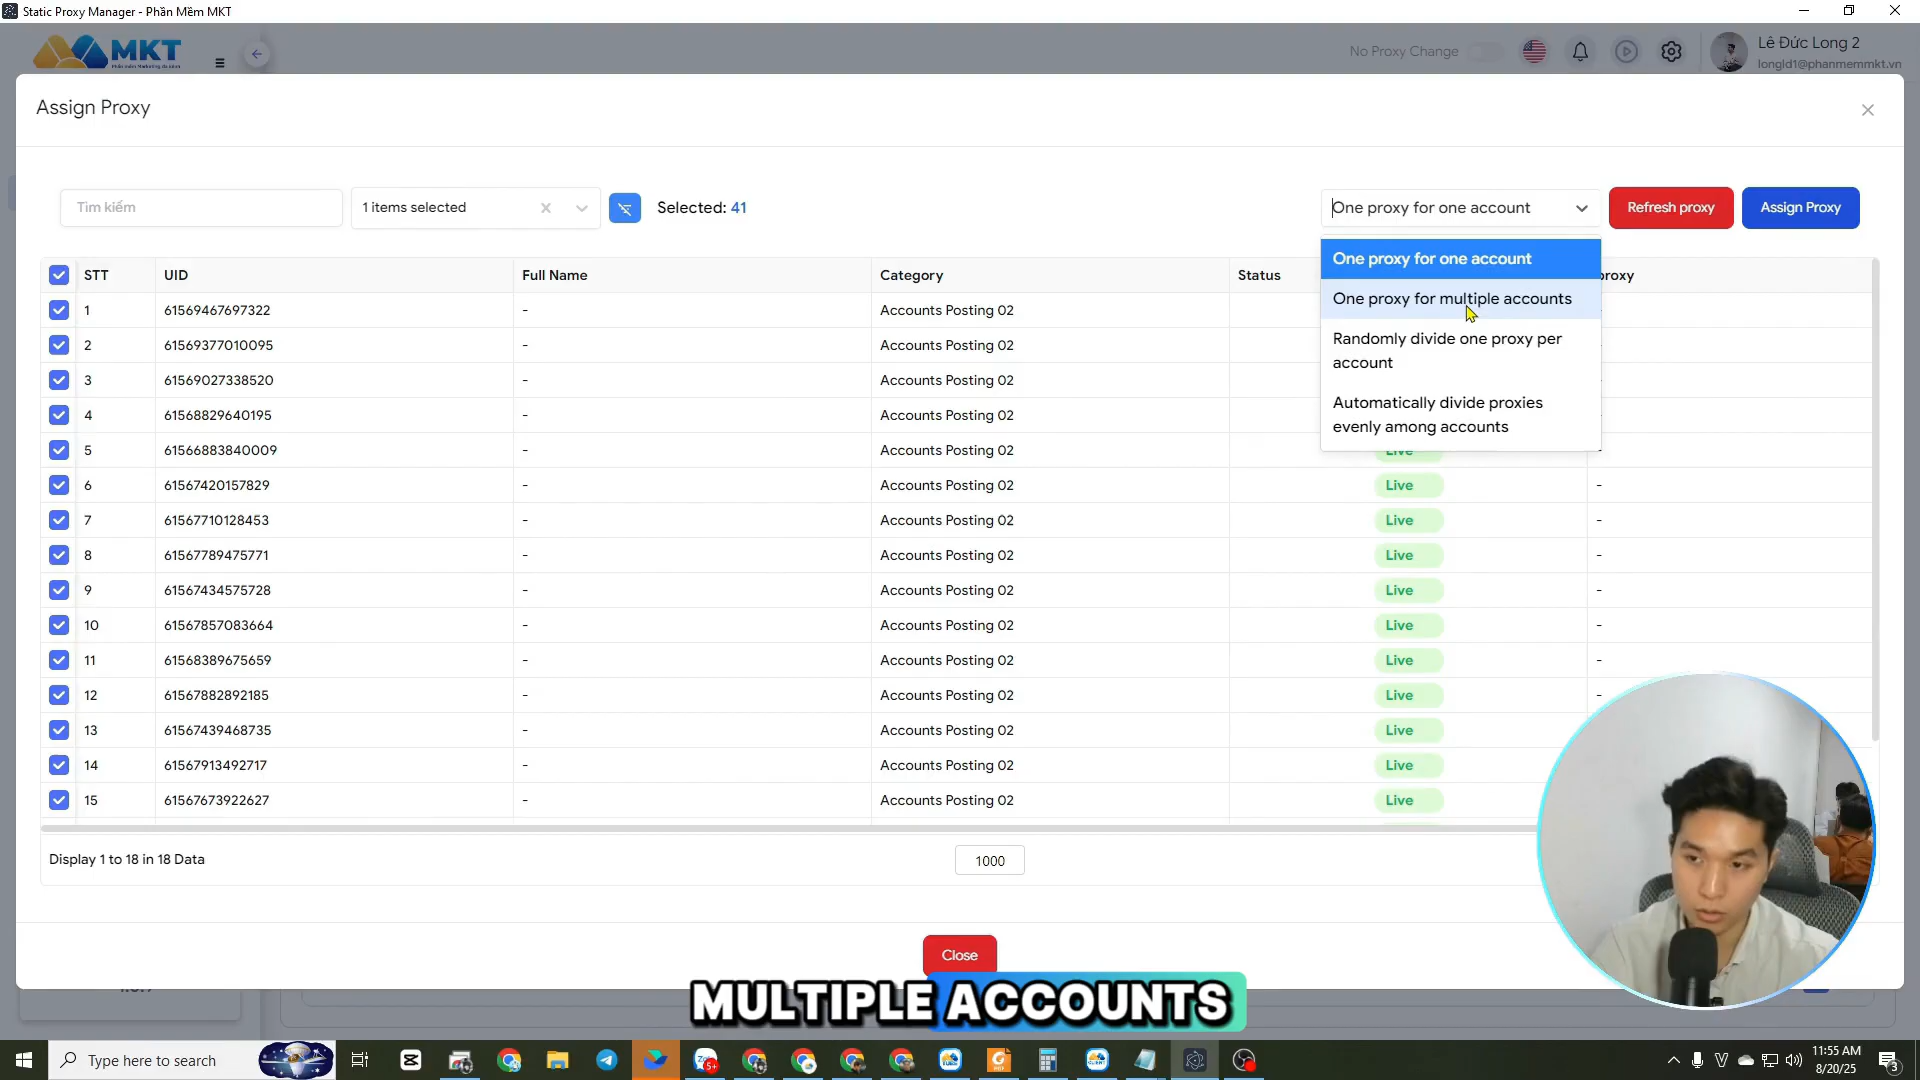 Static Proxy Manager - Phần Mềm MKT
MKT
No Proxy Change
Lê Đức Long 2
longld1@phanmemmkt.vn
Assign Proxy
Tìm kiếm
1 items selected
Selected: 41
One proxy for one account
Refresh proxy
Assign Proxy
One proxy for one account
One proxy for multiple accounts
Randomly divide one proxy per
account
Automatically divide proxies
evenly among accounts
STT UID Full Name Category Status proxy
1 61569467697322 - Accounts Posting 02 -
2 61569377010095 - Accounts Posting 02
3 61569027338520 - Accounts Posting 02
4 61568829640195 - Accounts Posting 02 -
5 61566883840009 - Accounts Posting 02 Live -
6 61567420157829 - Accounts Posting 02 Live -
7 61567710128453 - Accounts Posting 02 Live -
8 61567789475771 - Accounts Posting 02 Live -
9 61567434575728 - Accounts Posting 02 Live -
10 61567857083664 - Accounts Posting 02 Live -
11 61568389675659 - Accounts Posting 02 Live -
12 61567882892185 - Accounts Posting 02 Live -
13 61567439468735 - Accounts Posting 02 Live
14 61567913492717 - Accounts Posting 02 Live
15 61567673922627 - Accounts Posting 02 Live
Display 1 to 18 in 18 Data
1000
Close
MULTIPLE ACCOUNTS
Type here to search
11:55 AM
8/20/25
3